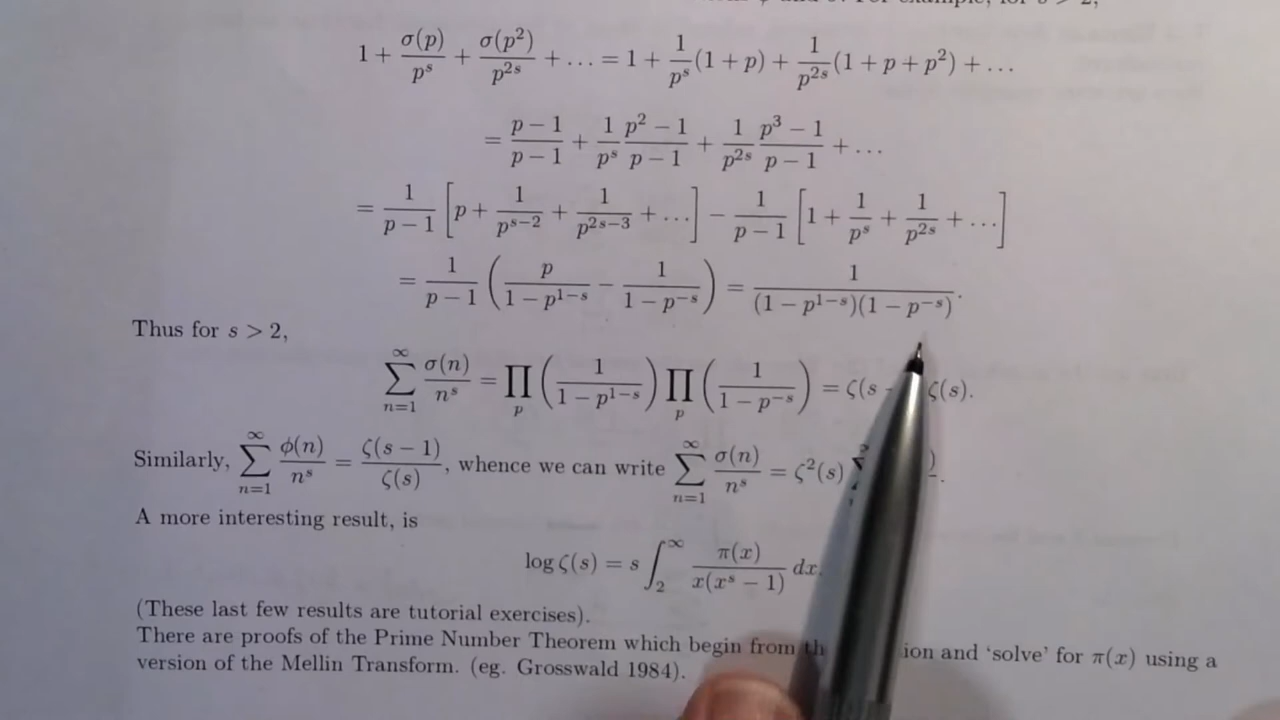 1 + σ(p)/p^s + σ(p^2)/p^{2s} + ... = 1 + 1/p^s (1 + p) + 1/p^{2s} (1 + p + p^2) + ...
= (p − 1)/(p − 1) + 1/p^s (p^2 − 1)/(p − 1) + 1/p^{2s} (p^3 − 1)/(p − 1) + ...
= 1/(p − 1) [p + 1/p^{s−2} + 1/p^{2s−3} + ...] − 1/(p − 1) [1 + 1/p^s + 1/p^{2s} + ...]
= 1/(p − 1) (p/(1 − p^{1−s}) − 1/(1 − p^{−s})) = 1/((1 − p^{1−s})(1 − p^{−s})).
Thus for s > 2,
∑_{n=1}^{∞} σ(n)/n^s = ∏_p (1/(1 − p^{1−s})) ∏_p (1/(1 − p^{−s})) = ζ(s ζ(s).
Similarly, ∑_{n=1}^{∞} φ(n)/n^s = ζ(s − 1)/ζ(s), whence we can write ∑_{n=1}^{∞} σ(n)/n^s = ζ^2(s)
A more interesting result, is
log ζ(s) = s ∫_2^∞ π(x)/(x(x^s − 1)) dx.
(These last few results are tutorial exercises).
There are proofs of the Prime Number Theorem which begin from and 'solve' for π(x) using a
version of the Mellin Transform. (eg. Grosswald 1984).